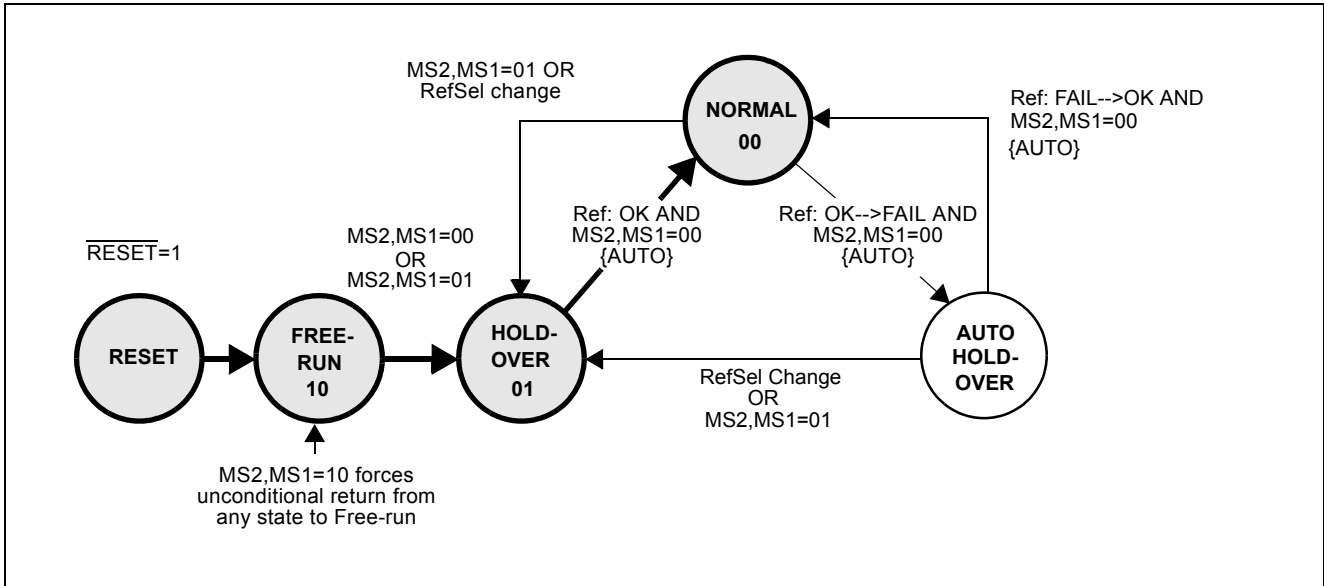 MS2,MS1=01 OR
RefSel change
NORMAL
00
Ref: FAIL-->OK AND
MS2,MS1=00
{AUTO}
Ref: OK AND
MS2,MS1=00
{AUTO}
Ref: OK-->FAIL AND
MS2,MS1=00
{AUTO}
RESET=1
MS2,MS1=00
OR
MS2,MS1=01
RESET
FREE-
RUN
10
HOLD-
OVER
01
AUTO
HOLD-
OVER
RefSel Change
OR
MS2,MS1=01
MS2,MS1=10 forces
unconditional return from
any state to Free-run